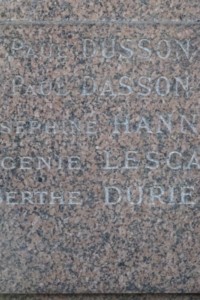 PAUL DUSSON
PAUL DASSON
SEPHINE HANN
GENIE LESCA
BERTHE DURIE